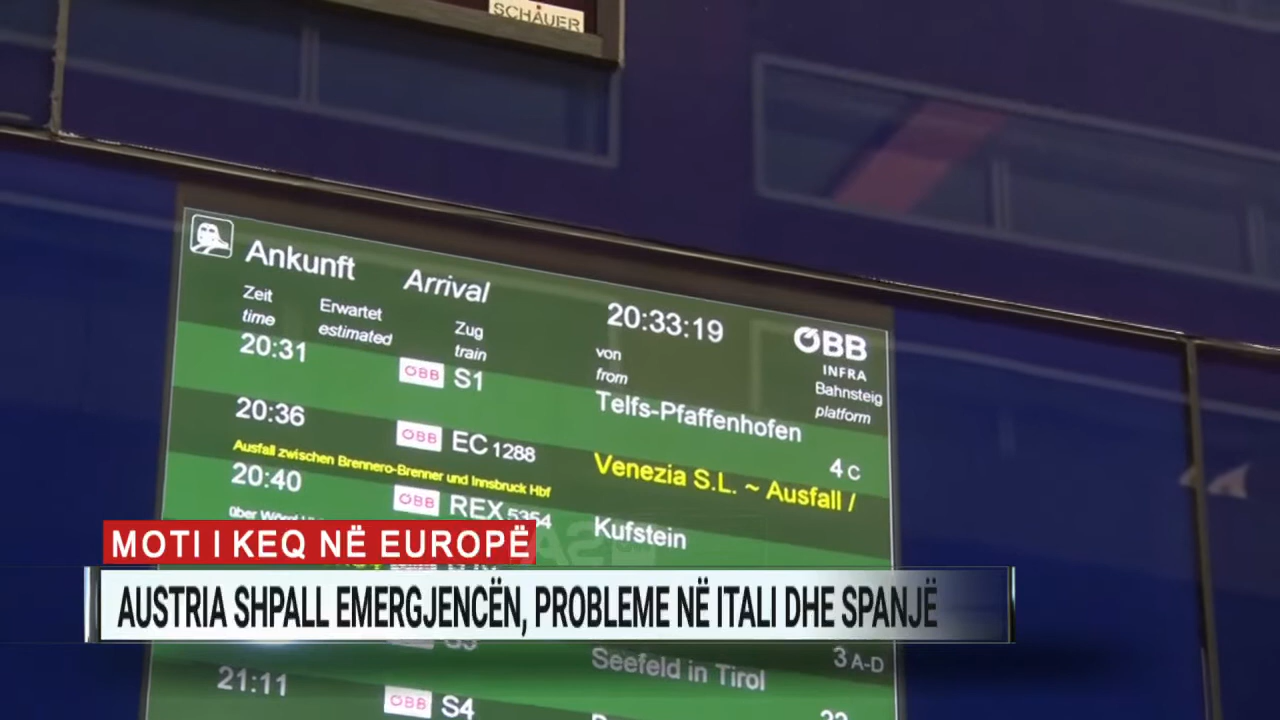 SCHÄUER
Ankunft Arrival 20:33:19 ÖBB
INFRA
Zeit Erwartet Zug von Bahnsteig
time estimated train from platform
20:31 ÖBB S1 Telfs-Pfaffenhofen 4 C
20:36 ÖBB EC 1288 Venezia S.L. ~ Ausfall /
Ausfall zwischen Brennero-Brenner und Innsbruck Hbf
20:40 ÖBB REX 5354 Kufstein
über
MOTI I KEQ NË EUROPË
AUSTRIA SHPALL EMERGJENCËN, PROBLEME NË ITALI DHE SPANJË
Seefeld in Tirol 3 A-D
21:11 ÖBB S4